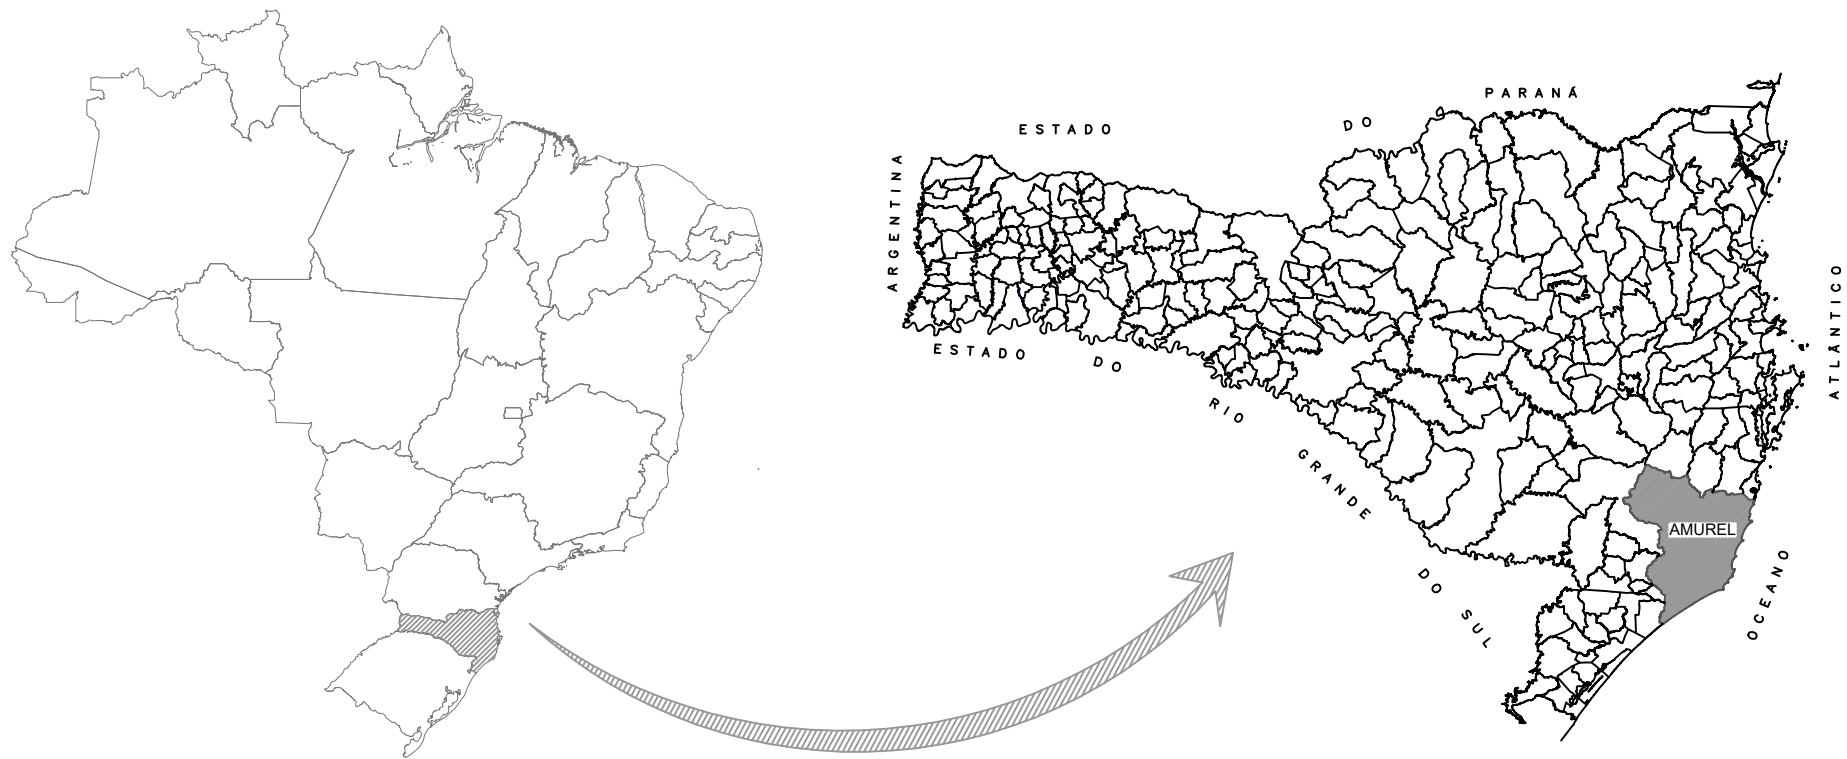 ESTADO DO PARANÁ
ARGENTINA
ESTADO DO RIO GRANDE DO SUL
AMUREL
OCEANO ATLÂNTICO